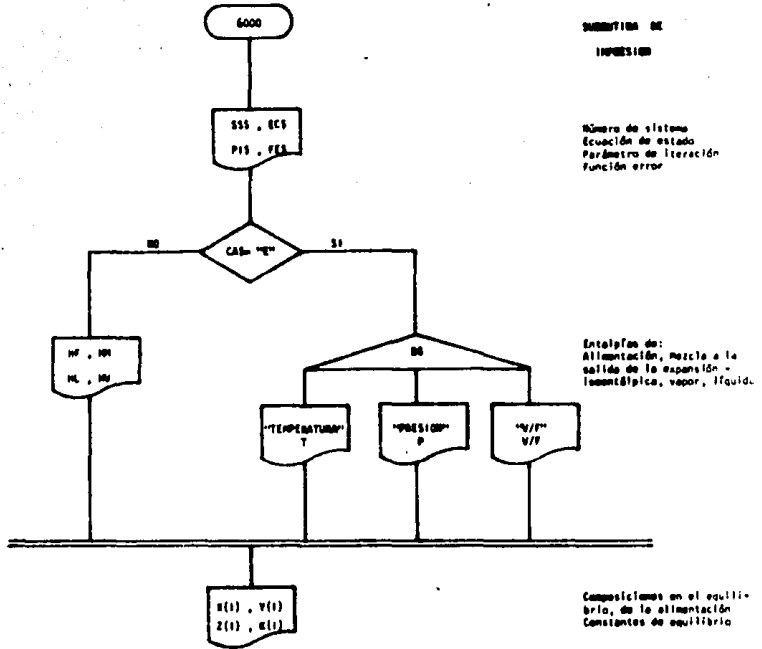 6000
SUBRUTINA DE
IMPRESION
SS$ , EC$
PI$ , FE$
Número de sistema
Ecuación de estado
Parámetro de iteración
Función error
NO
CA$= "E"
SI
HF , HM
HL , HV
BG
Entalpías de:
Alimentación, mezcla a la
salida de la expansión -
isoentálpica, vapor, líquido
"TEMPERATURA"
T
"PRESION"
P
"V/F"
V/F
X(I) , Y(I)
Z(I) , K(I)
Composiciones en el equili-
brio, de la alimentación
Constantes de equilibrio